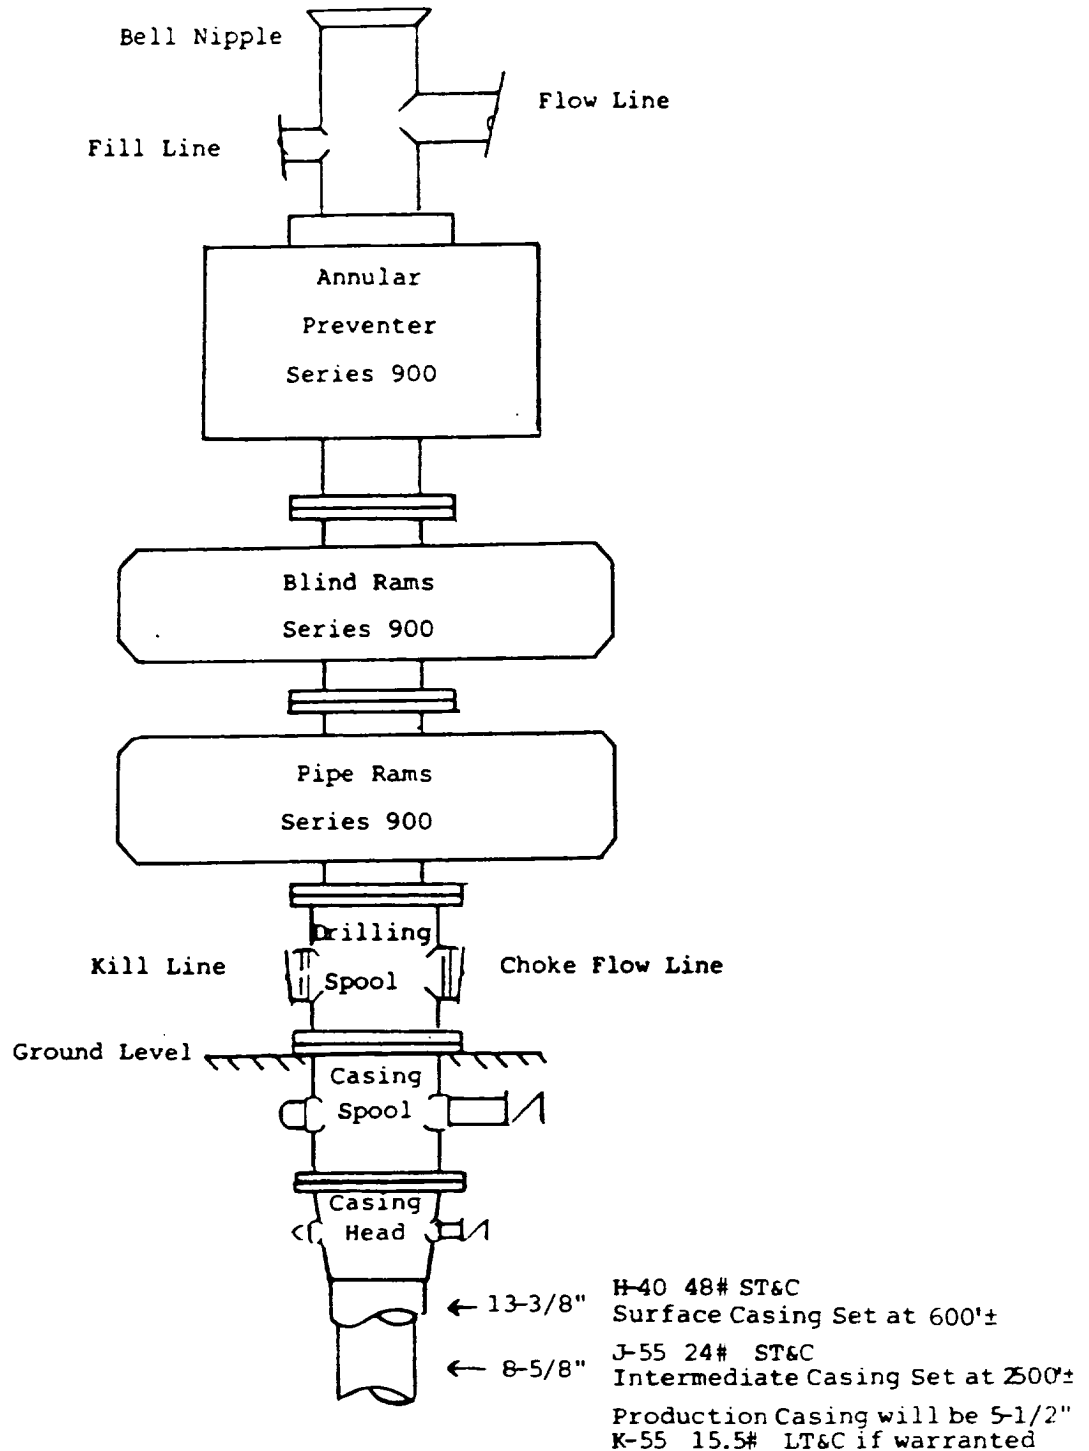 Bell Nipple
Flow Line
Fill Line
Annular
Preventer
Series 900
Blind Rams
Series 900
Pipe Rams
Series 900
Drilling
Kill Line
Spool
Choke Flow Line
Ground Level
Casing
Spool
Casing
Head
13-3/8"
H-40 48# ST&C
Surface Casing Set at 600'±
8-5/8"
J-55 24# ST&C
Intermediate Casing Set at 2500'±
Production Casing will be 5-1/2"
K-55 15.5# LT&C if warranted